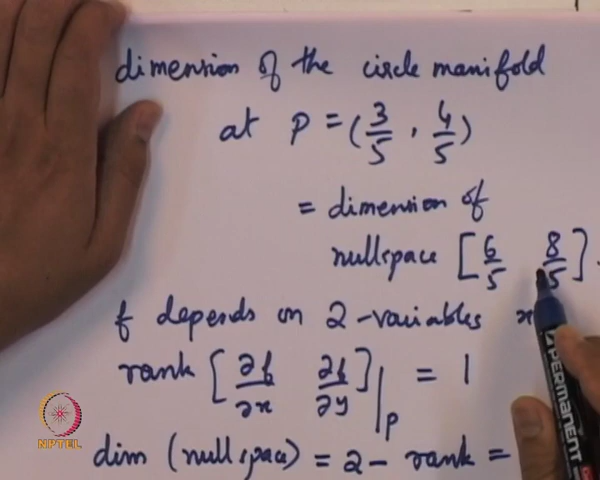 dimension of the circle manifold
at P = (3/5, 4/5)
= dimension of
nullspace [6/5 8/5].
f depends on 2-variables x
rank [∂f/∂x ∂f/∂y]|p = 1
dim (nullspace) = 2 - rank =
PERMANENT
NPTEL